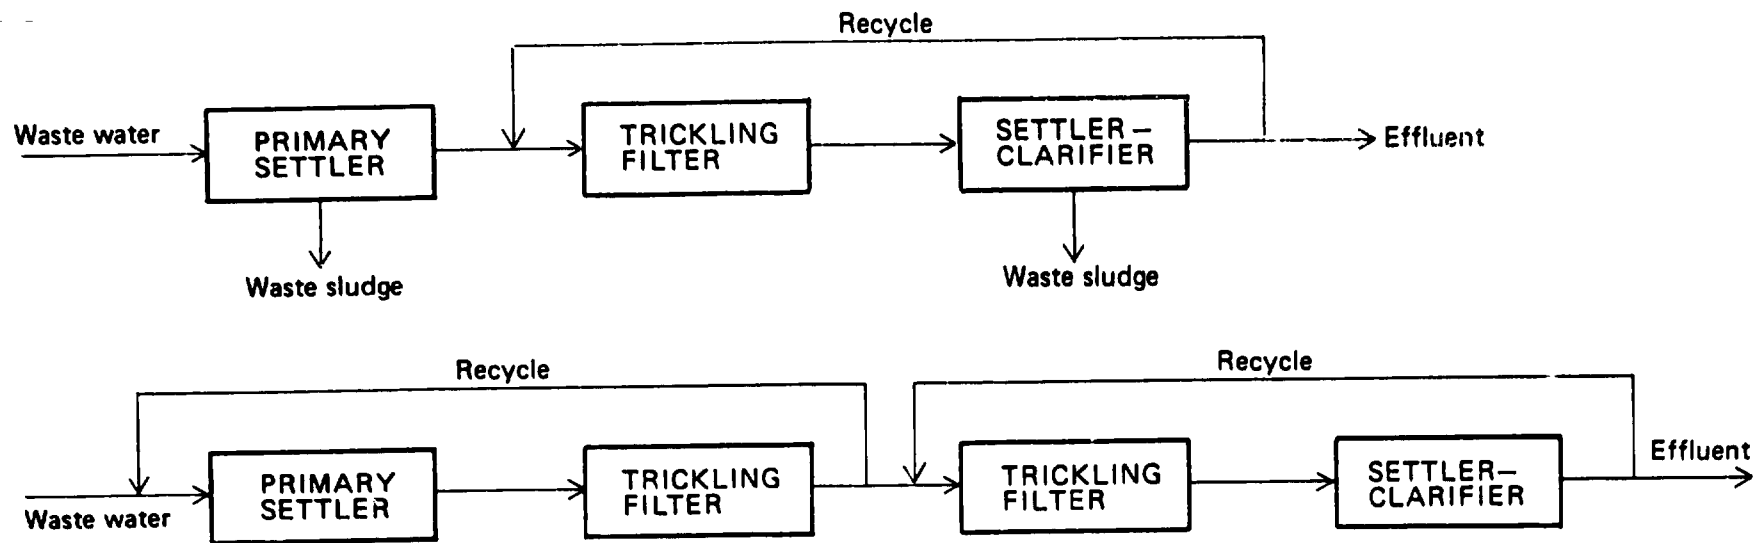 Recycle
Waste water
PRIMARY
SETTLER
TRICKLING
FILTER
SETTLER–
CLARIFIER
Effluent
Waste sludge
Waste sludge
Recycle
Recycle
Waste water
PRIMARY
SETTLER
TRICKLING
FILTER
TRICKLING
FILTER
SETTLER–
CLARIFIER
Effluent